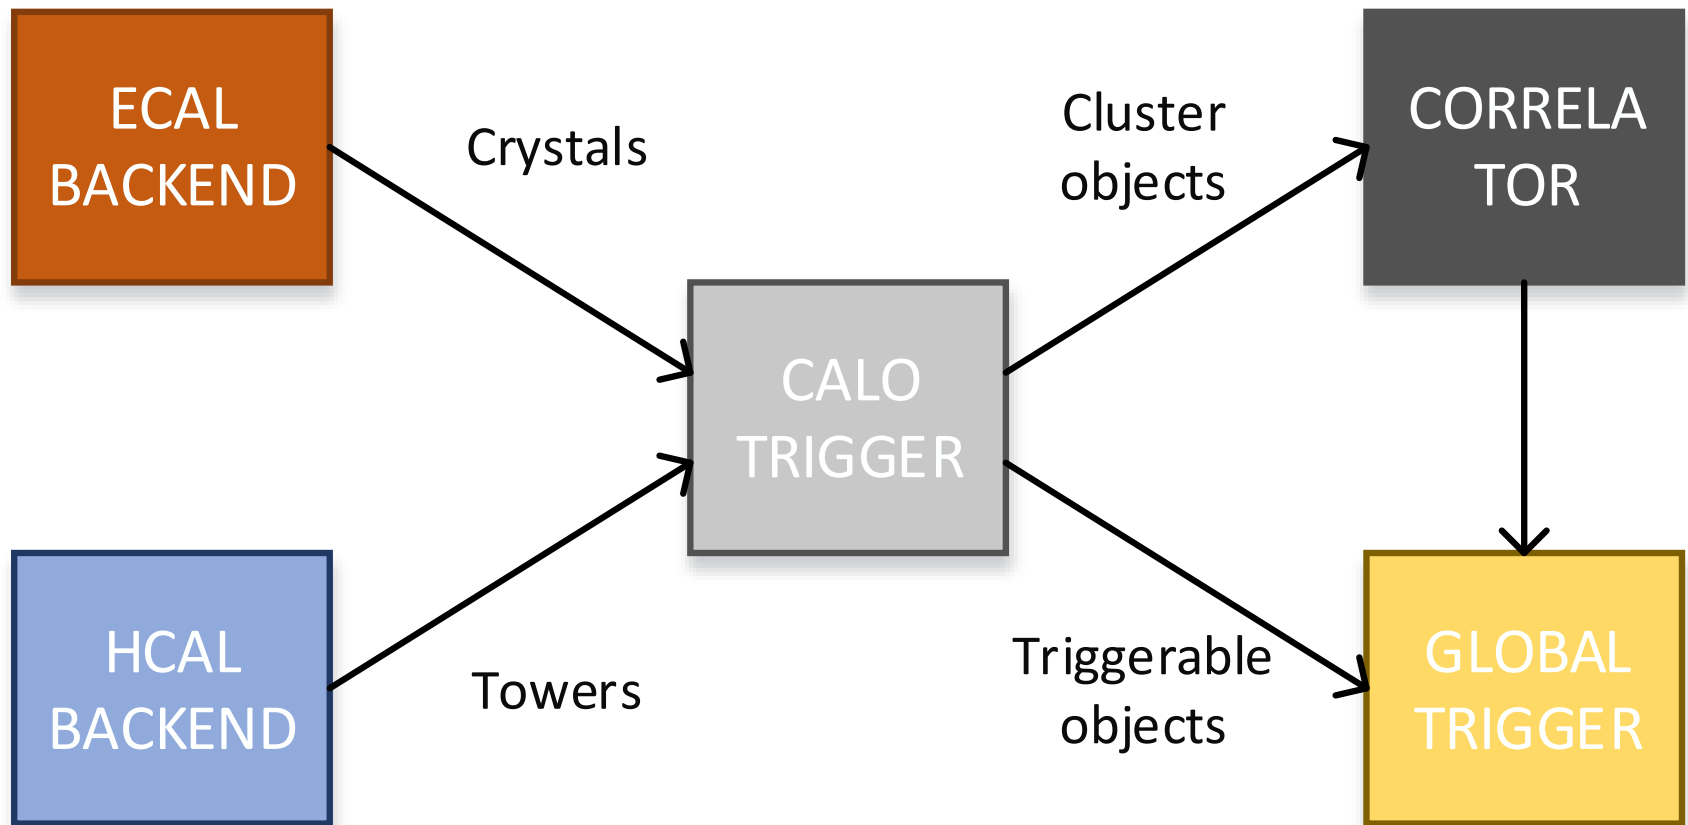 ECAL
BACKEND
Crystals
Cluster
objects
CORRELA
TOR
CALO
TRIGGER
HCAL
BACKEND
Towers
Triggerable
objects
GLOBAL
TRIGGER